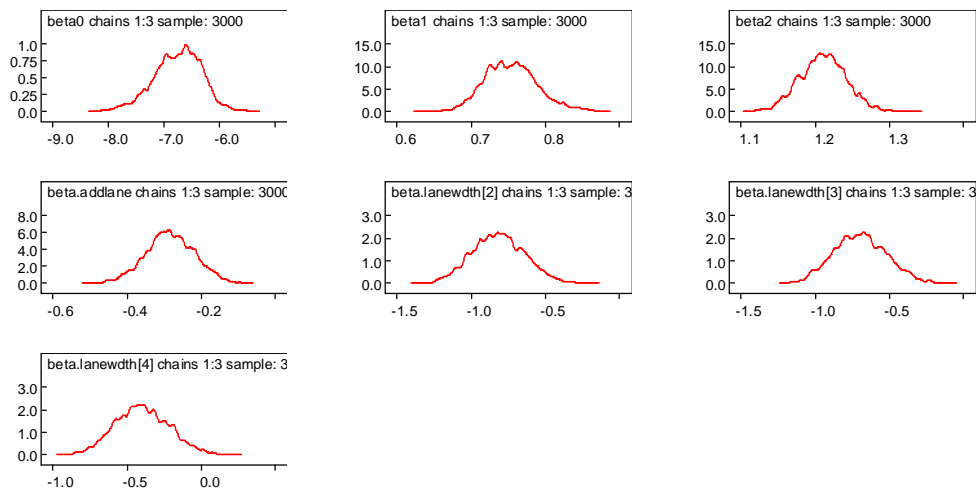 beta0 chains 1:3 sample: 3000
1.0
0.75
0.5
0.25
0.0
-9.0 -8.0 -7.0 -6.0
beta1 chains 1:3 sample: 3000
15.0
10.0
5.0
0.0
0.6 0.7 0.8
beta2 chains 1:3 sample: 3000
15.0
10.0
5.0
0.0
1.1 1.2 1.3
beta.addlane chains 1:3 sample: 3000
8.0
6.0
4.0
2.0
0.0
-0.6 -0.4 -0.2
beta.lanewdth[2] chains 1:3 sample: 3
3.0
2.0
1.0
0.0
-1.5 -1.0 -0.5
beta.lanewdth[3] chains 1:3 sample: 3
3.0
2.0
1.0
0.0
-1.5 -1.0 -0.5
beta.lanewdth[4] chains 1:3 sample: 3
3.0
2.0
1.0
0.0
-1.0 -0.5 0.0